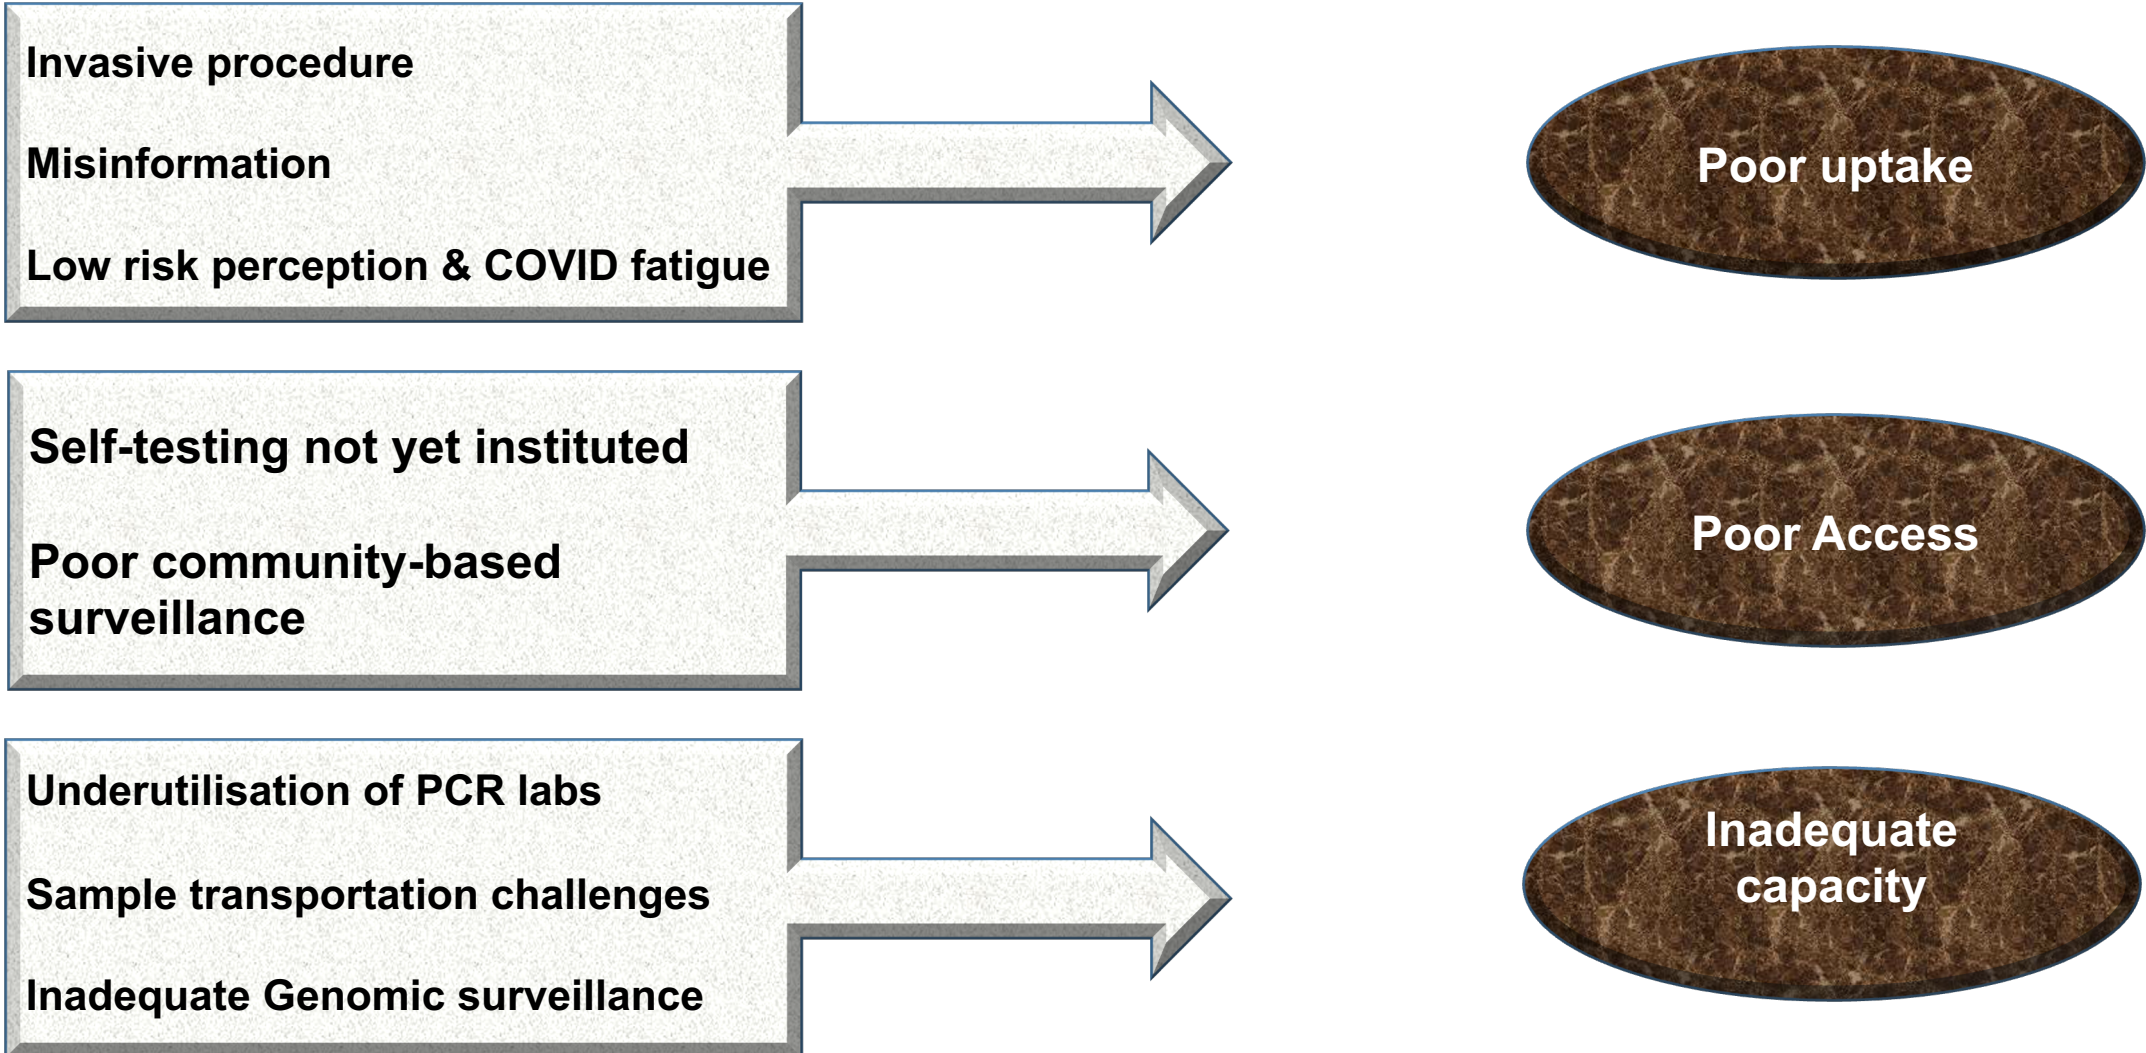 Invasive procedure
Misinformation
Low risk perception & COVID fatigue
Poor uptake
Self-testing not yet instituted
Poor community-based
surveillance
Poor Access
Underutilisation of PCR labs
Sample transportation challenges
Inadequate Genomic surveillance
Inadequate
capacity